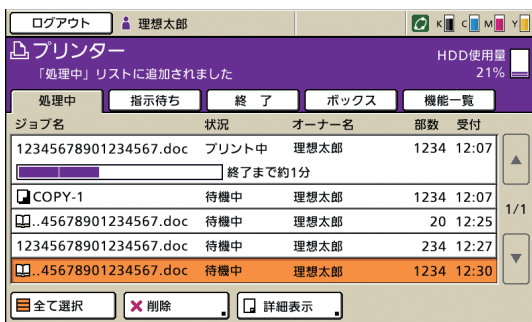 ログアウト 理想太郎 K C M Y
プリンター HDD使用量
「処理中」リストに追加されました 21%
処理中 指示待ち 終 了 ボックス 機能一覧
ジョブ名 状況 オーナー名 部数 受付
12345678901234567.doc プリント中 理想太郎 1234 12:07
終了まで約1分
COPY-1 待機中 理想太郎 1234 12:07
1/1
..45678901234567.doc 待機中 理想太郎 20 12:25
12345678901234567.doc 待機中 理想太郎 234 12:27
..45678901234567.doc 待機中 理想太郎 1234 12:30
全て選択 削除 詳細表示